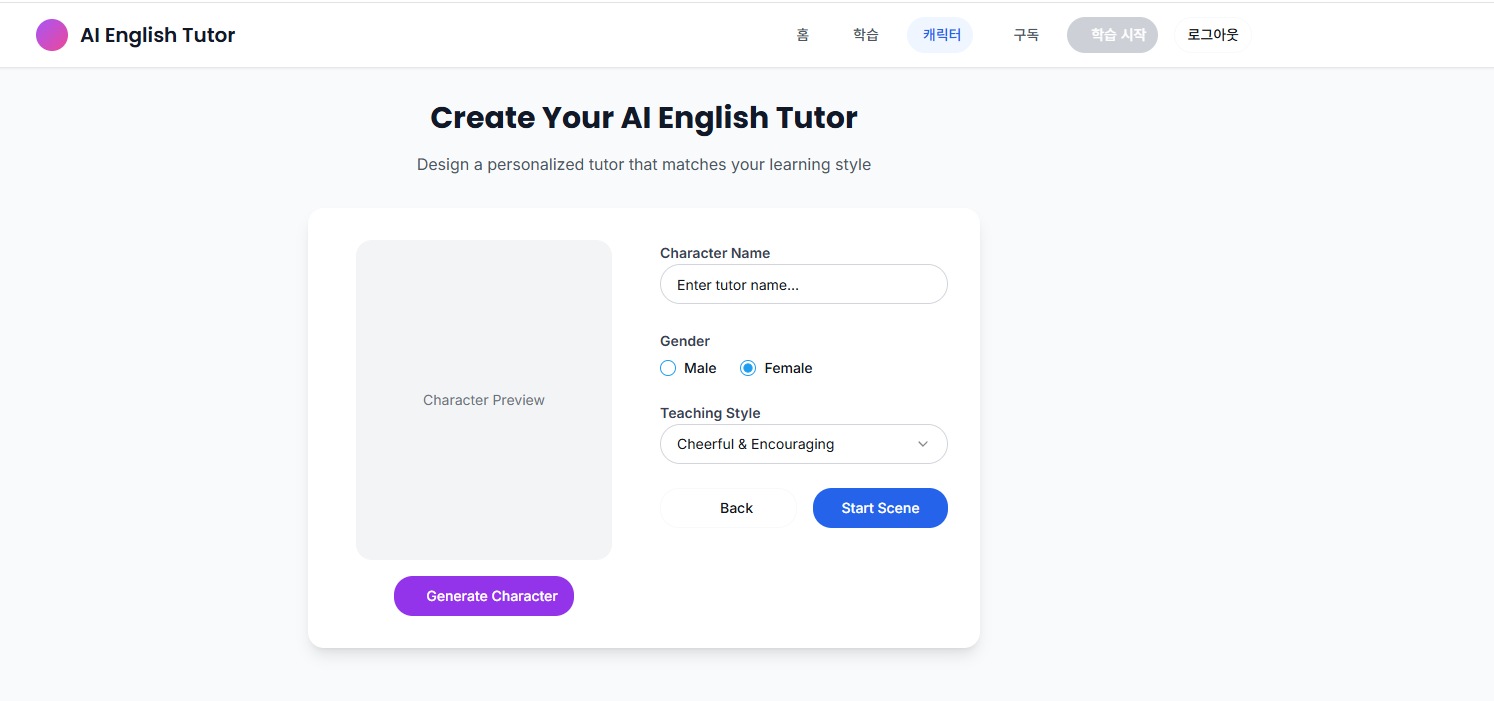 AI English Tutor
홈
학습
캐릭터
구독
학습 시작
로그아웃
Create Your AI English Tutor
Design a personalized tutor that matches your learning style
Character Preview
Generate Character
Character Name
Enter tutor name...
Gender
Male
Female
Teaching Style
Cheerful & Encouraging
Back
Start Scene